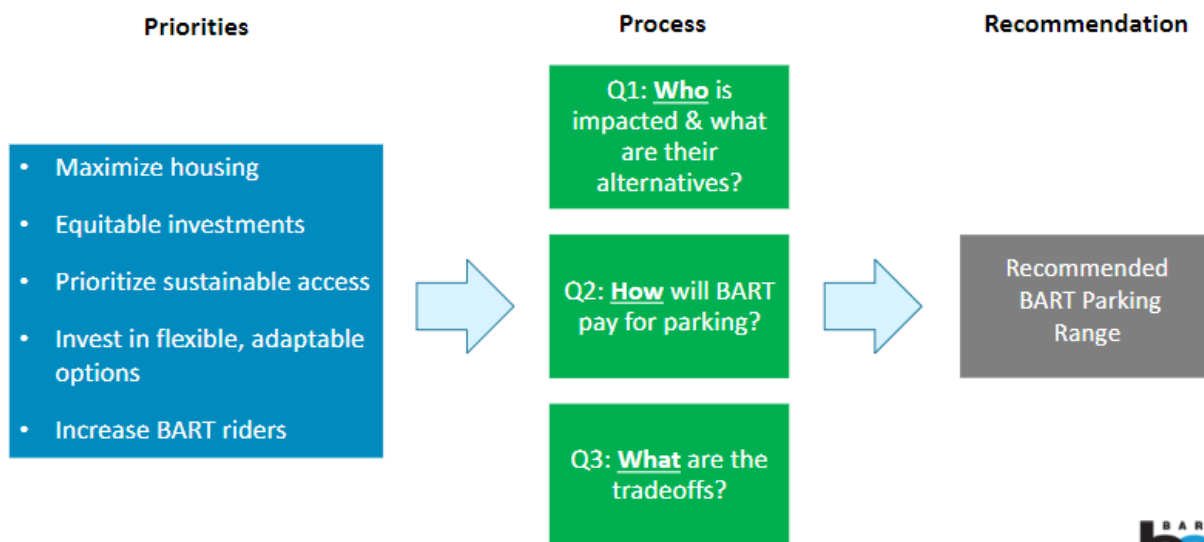 Priorities
Process
Recommendation
• Maximize housing
• Equitable investments
• Prioritize sustainable access
• Invest in flexible, adaptable
options
• Increase BART riders
Q1: Who is
impacted & what
are their
alternatives?
Q2: How will BART
pay for parking?
Q3: What are the
tradeoffs?
Recommended
BART Parking
Range